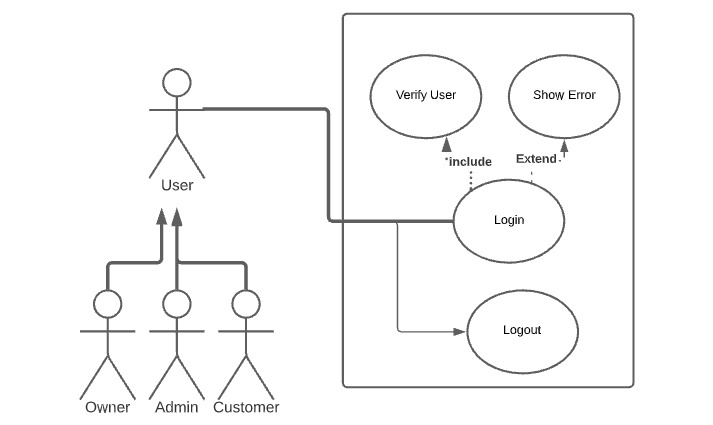 Verify User
Show Error
include
Extend
User
Login
Logout
Owner
Admin
Customer